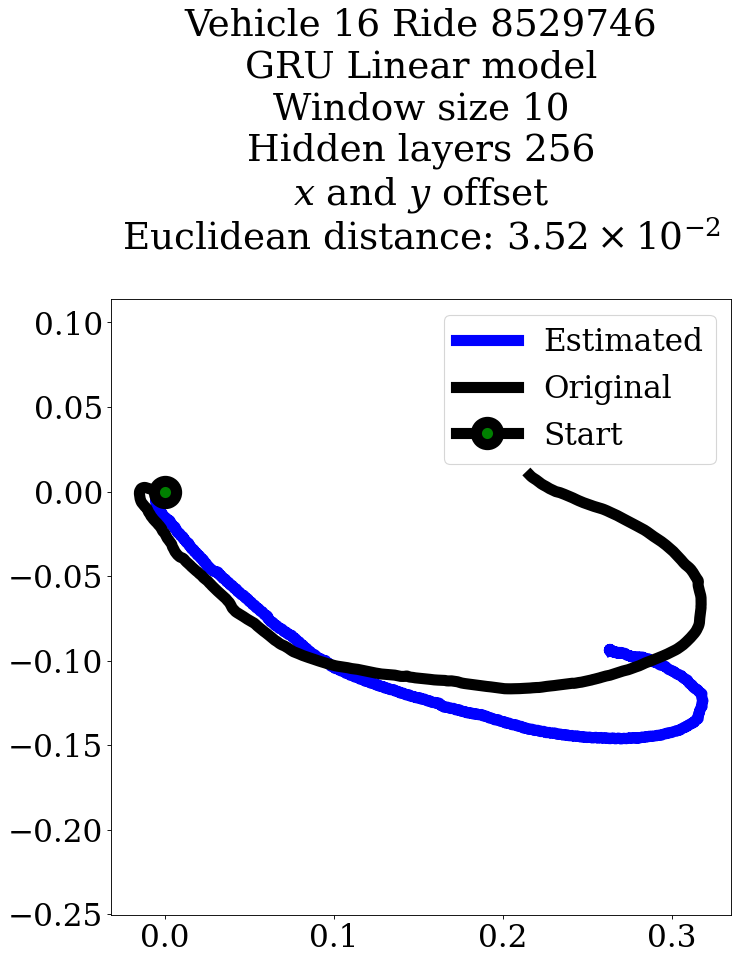 Vehicle 16 Ride 8529746
GRU Linear model
Window size 10
Hidden layers 256
x and y offset
Euclidean distance: 3.52 × 10⁻²
Estimated
Original
Start
0.10
0.05
0.00
−0.05
−0.10
−0.15
−0.20
−0.25
0.0 0.1 0.2 0.3